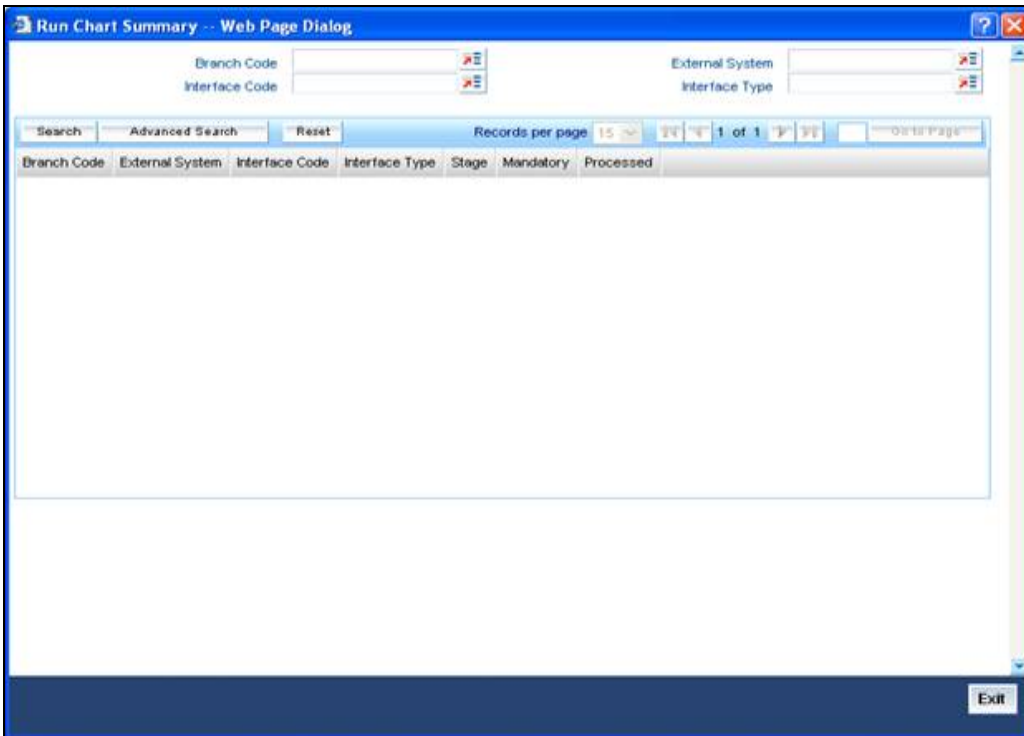 Run Chart Summary -- Web Page Dialog
Branch Code External System
Interface Code Interface Type
Search Advanced Search Reset Records per page 15 1 of 1 Go to Page
Branch Code External System Interface Code Interface Type Stage Mandatory Processed
Exit